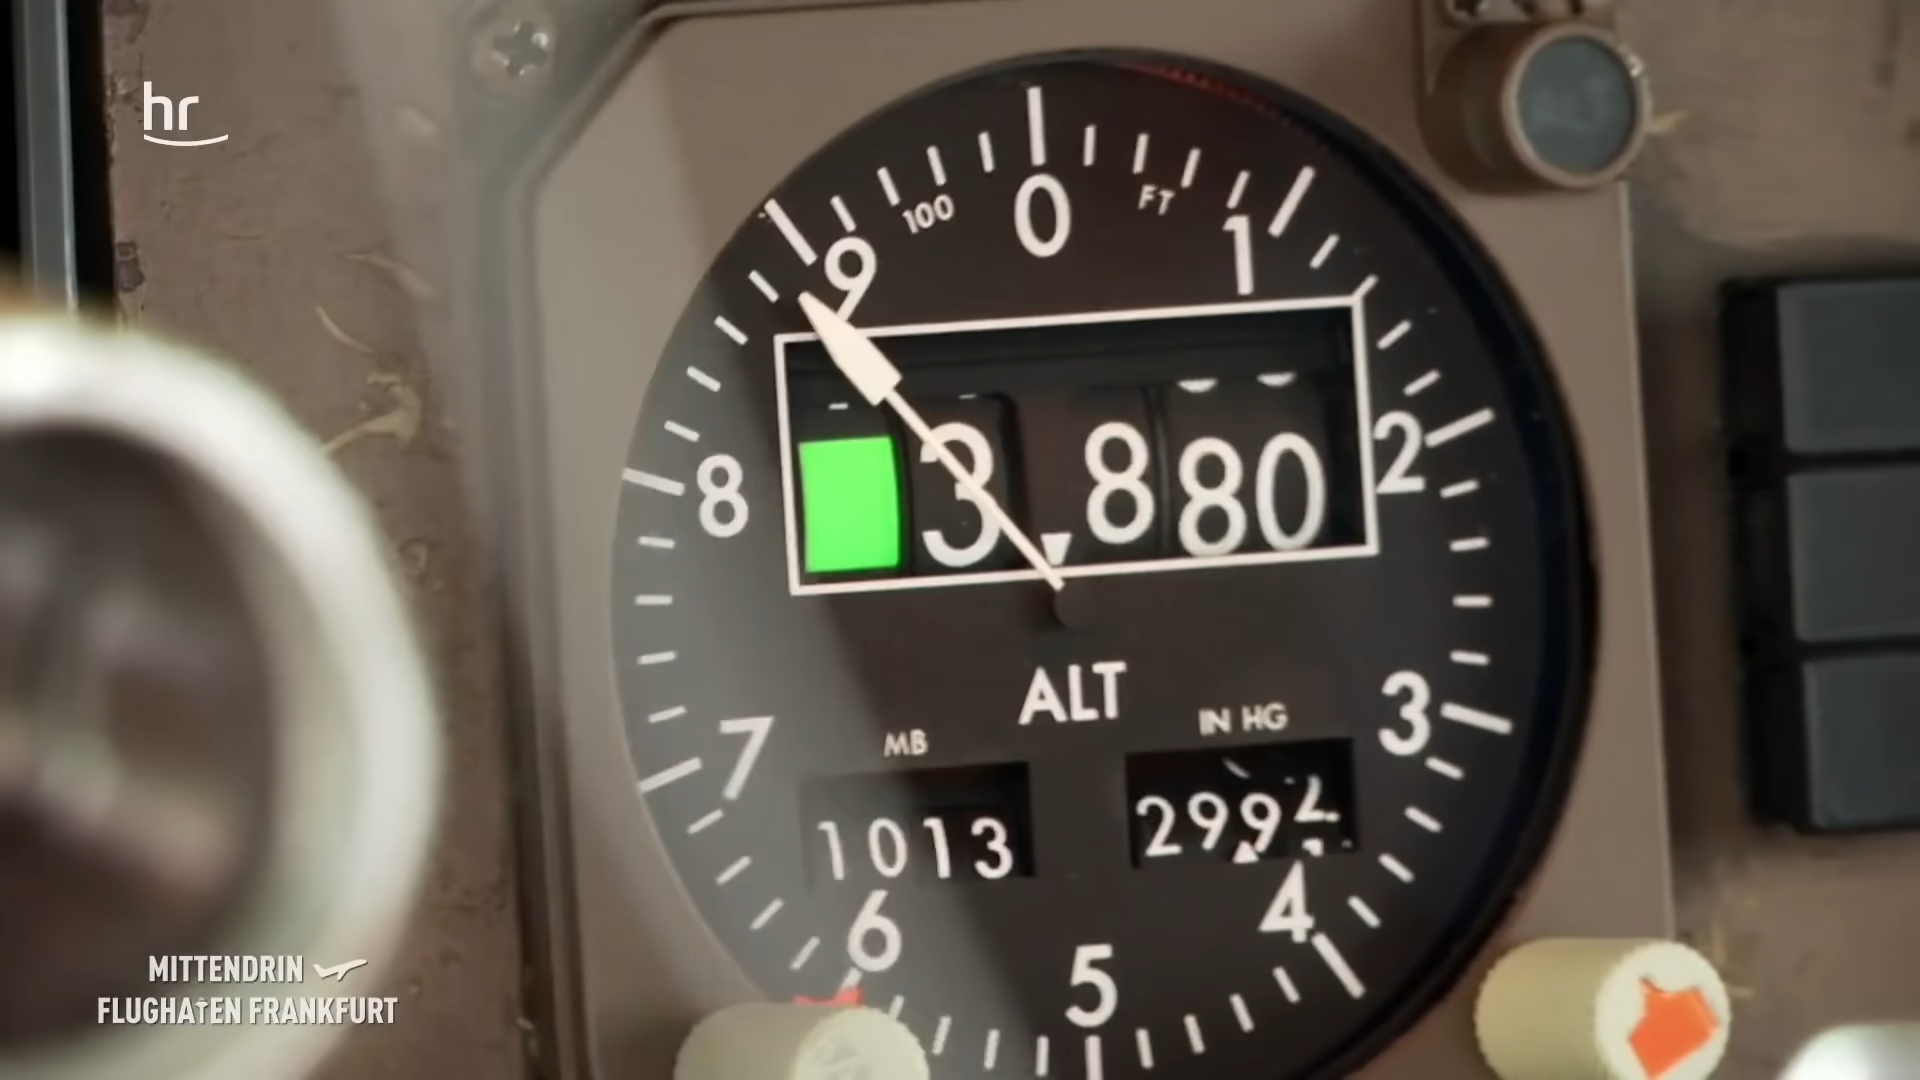 hr
0
100
FT
9
1
3 880
2
8
ALT
MB
IN HG
3
7
1013
2992
6
4
5
MITTENDRIN
FLUGHAFEN FRANKFURT